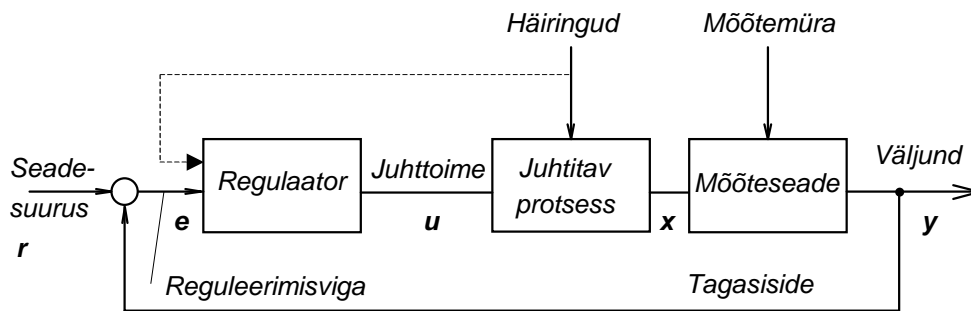 Häiringud
Mõõtemüra
Seade-
suurus
r
e
Regulaator
Juhttoime
u
Juhtitav
protsess
x
Mõõteseade
Väljund
y
Reguleerimisviga
Tagasiside